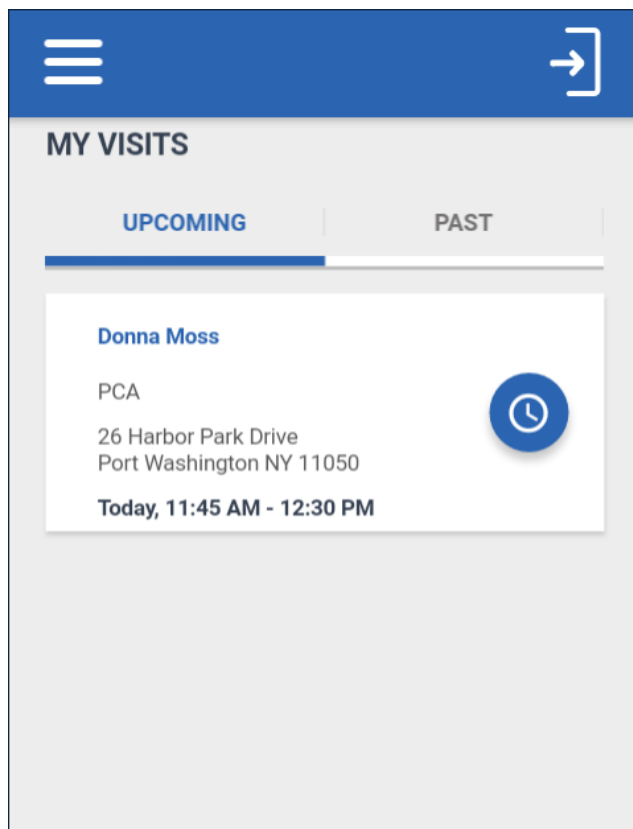 MY VISITS
UPCOMING
PAST
Donna Moss
PCA
26 Harbor Park Drive
Port Washington NY 11050
Today, 11:45 AM - 12:30 PM